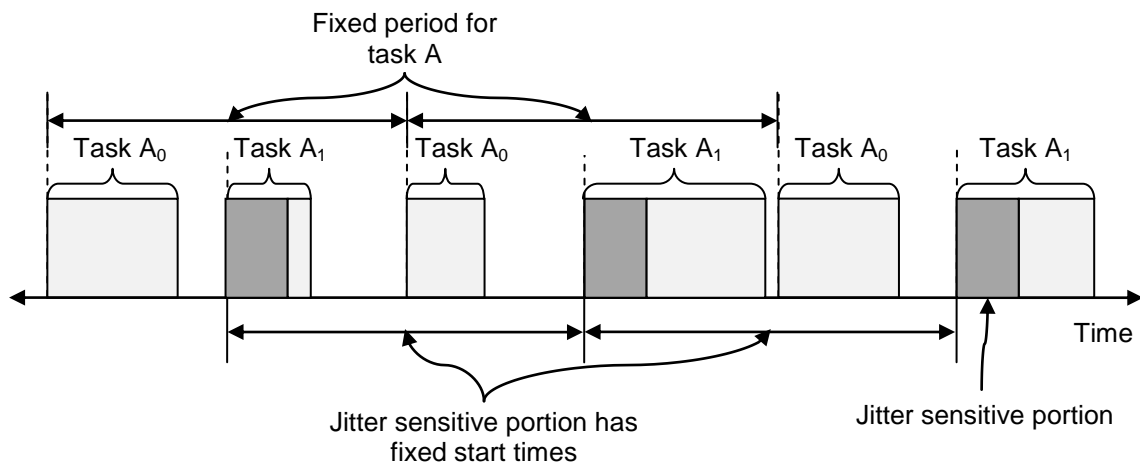 Fixed period for
task A
Task A₀
Task A₁
Task A₀
Task A₁
Task A₀
Task A₁
Time
Jitter sensitive portion has
fixed start times
Jitter sensitive portion